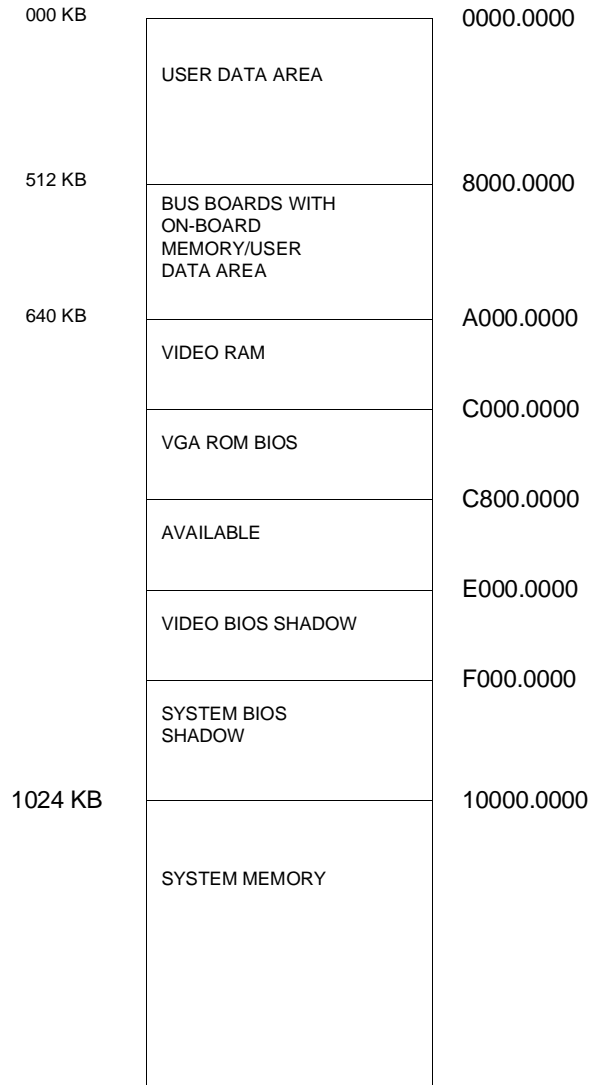 000 KB
0000.0000
USER DATA AREA
512 KB
8000.0000
BUS BOARDS WITH
ON-BOARD
MEMORY/USER
DATA AREA
640 KB
A000.0000
VIDEO RAM
C000.0000
VGA ROM BIOS
C800.0000
AVAILABLE
E000.0000
VIDEO BIOS SHADOW
F000.0000
SYSTEM BIOS
SHADOW
1024 KB
10000.0000
SYSTEM MEMORY